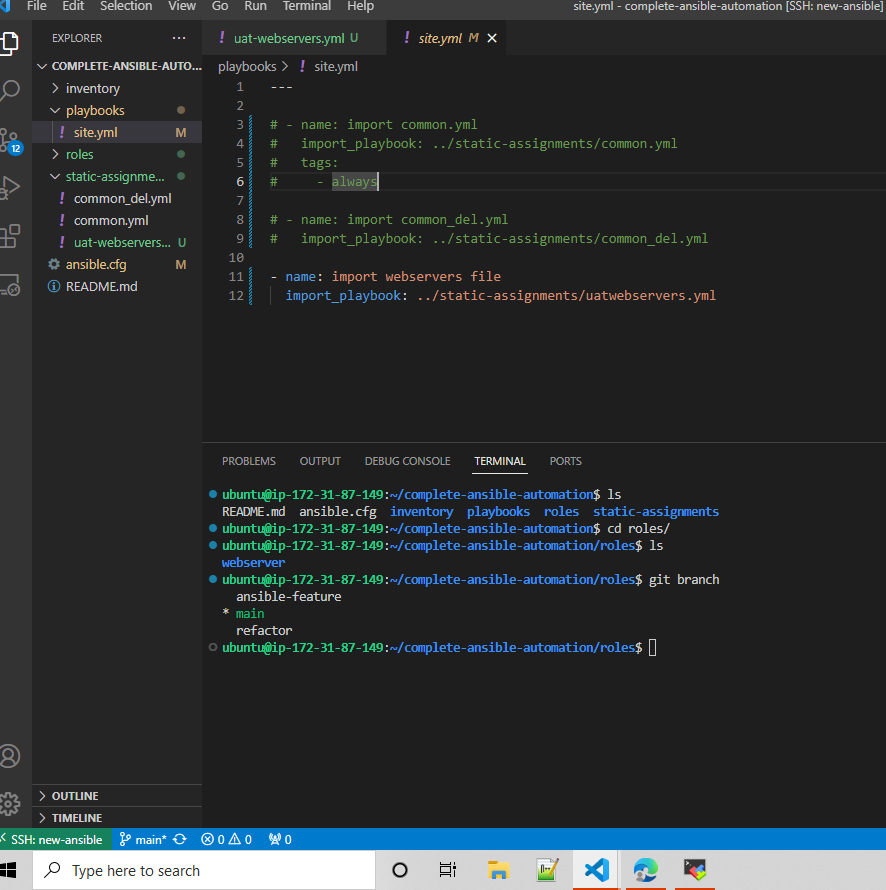 File Edit Selection View Go Run Terminal Help site.yml - complete-ansible-automation [SSH: new-ansible]
EXPLORER ...
COMPLETE-ANSIBLE-AUTO...
inventory
playbooks
! site.yml M
roles
static-assignme...
! common_del.yml
! common.yml
! uat-webservers... U
ansible.cfg M
README.md
OUTLINE
TIMELINE
12
! uat-webservers.yml U ! site.yml M
playbooks > ! site.yml
1 ---
2
3 # - name: import common.yml
4 #   import_playbook: ../static-assignments/common.yml
5 #   tags:
6 #     - always
7
8 # - name: import common_del.yml
9 #   import_playbook: ../static-assignments/common_del.yml
10
11 - name: import webservers file
12   import_playbook: ../static-assignments/uatwebservers.yml
PROBLEMS OUTPUT DEBUG CONSOLE TERMINAL PORTS
ubuntu@ip-172-31-87-149:~/complete-ansible-automation$ ls
README.md ansible.cfg inventory playbooks roles static-assignments
ubuntu@ip-172-31-87-149:~/complete-ansible-automation$ cd roles/
ubuntu@ip-172-31-87-149:~/complete-ansible-automation/roles$ ls
webserver
ubuntu@ip-172-31-87-149:~/complete-ansible-automation/roles$ git branch
  ansible-feature
* main
  refactor
ubuntu@ip-172-31-87-149:~/complete-ansible-automation/roles$
SSH: new-ansible main* 0 0 0
Type here to search